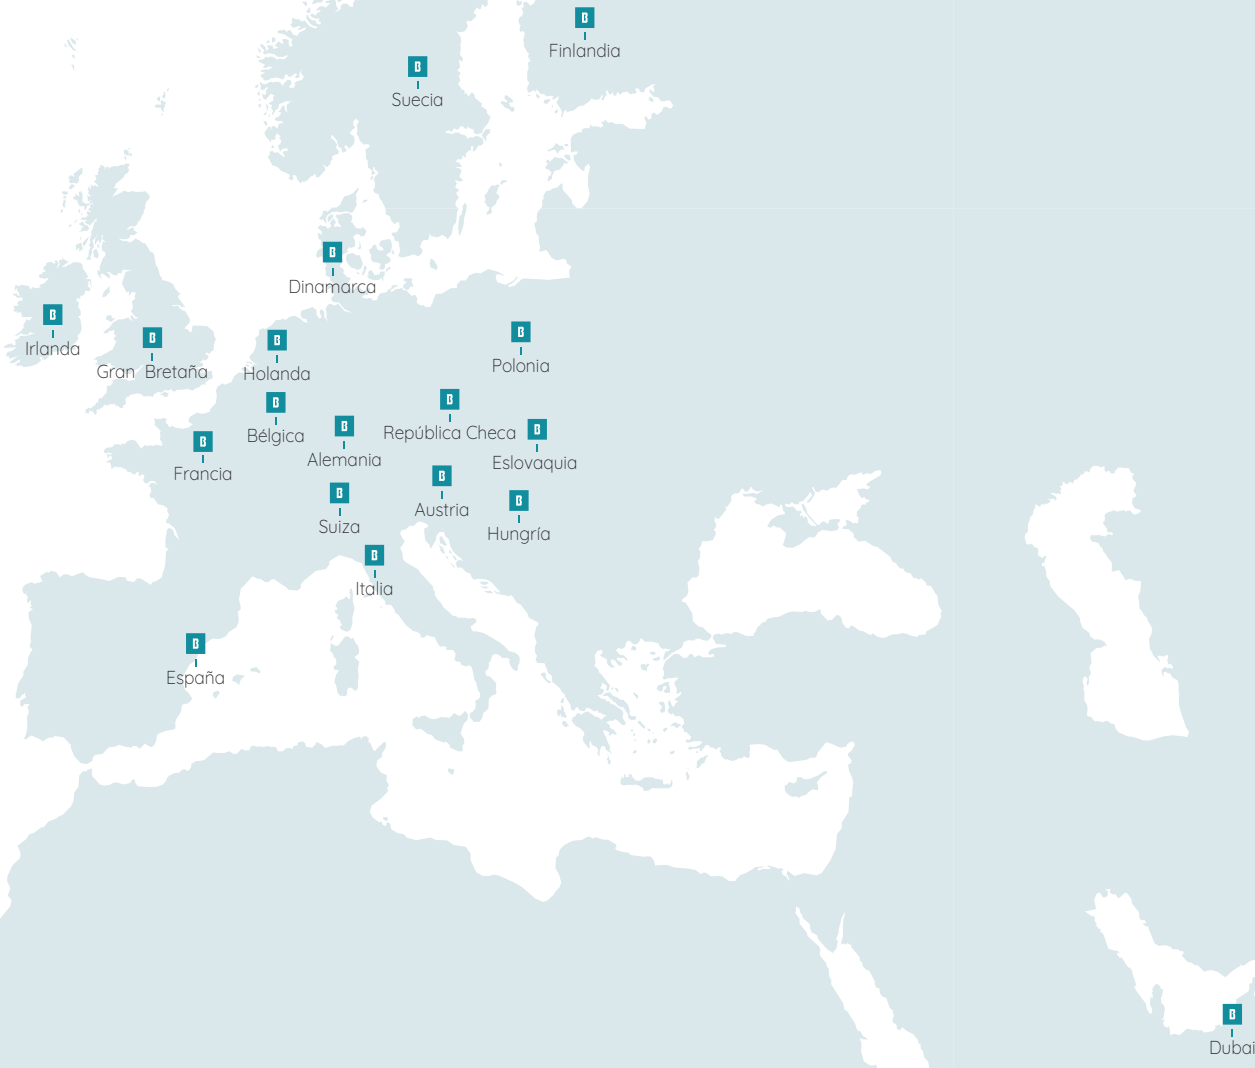 Finlandia
Suecia
Dinamarca
Irlanda
Gran Bretaña
Holanda
Polonia
Bélgica
República Checa
Alemania
Eslovaquia
Francia
Austria
Suiza
Hungría
Italia
España
Dubai